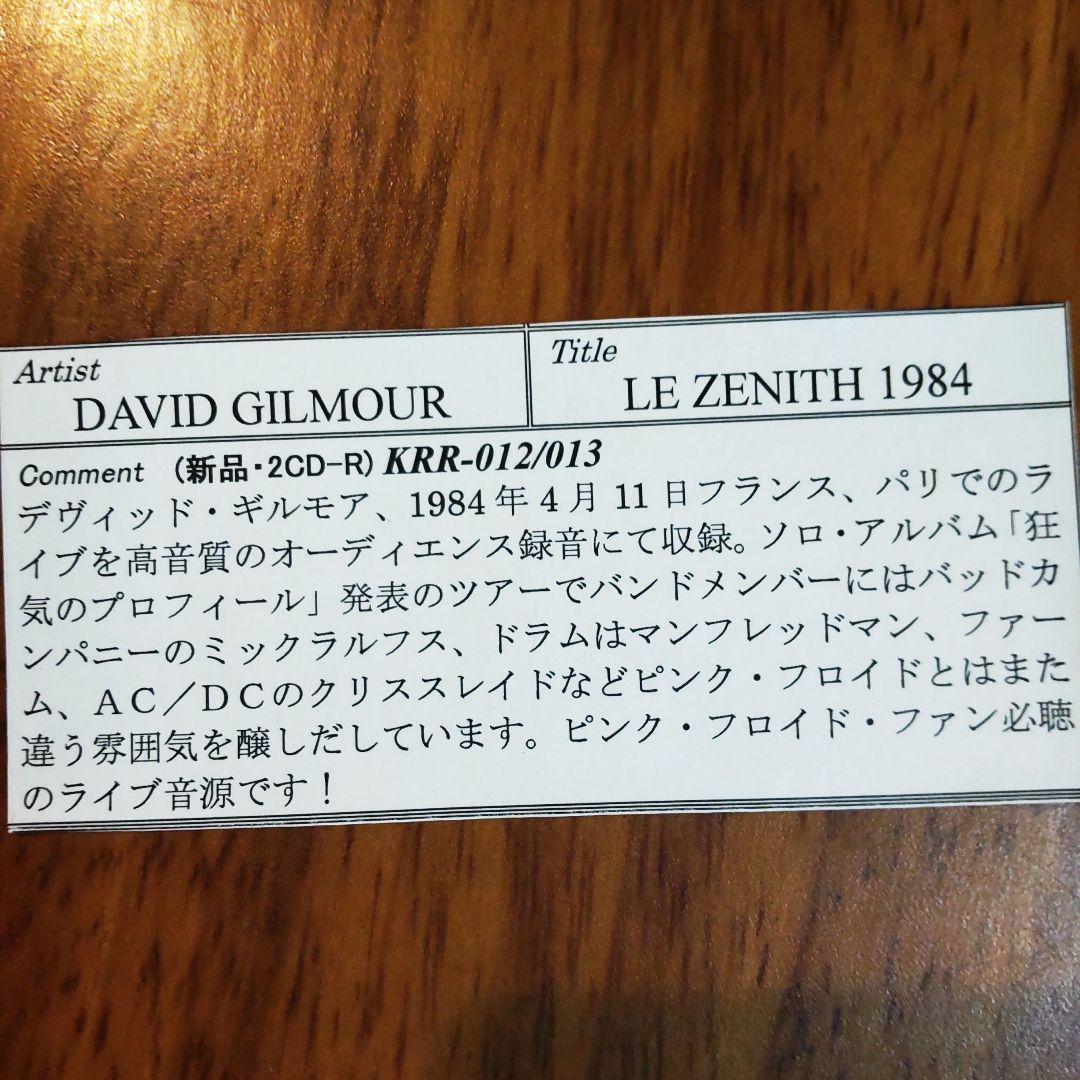 Artist
DAVID GILMOUR
Title
LE ZENITH 1984
Comment (新品・2CD-R) KRR-012/013
デヴィッド・ギルモア、1984年4月11日フランス、パリでのラ
イブを高音質のオーディエンス録音にて収録。ソロ・アルバム「狂
気のプロフィール」発表のツアーでバンドメンバーにはバッドカ
ンパニーのミックラルフス、ドラムはマンフレッドマン、ファー
ム、AC／DCのクリススレイドなどピンク・フロイドとはまた
違う雰囲気を醸しだしています。ピンク・フロイド・ファン必聴
のライブ音源です！